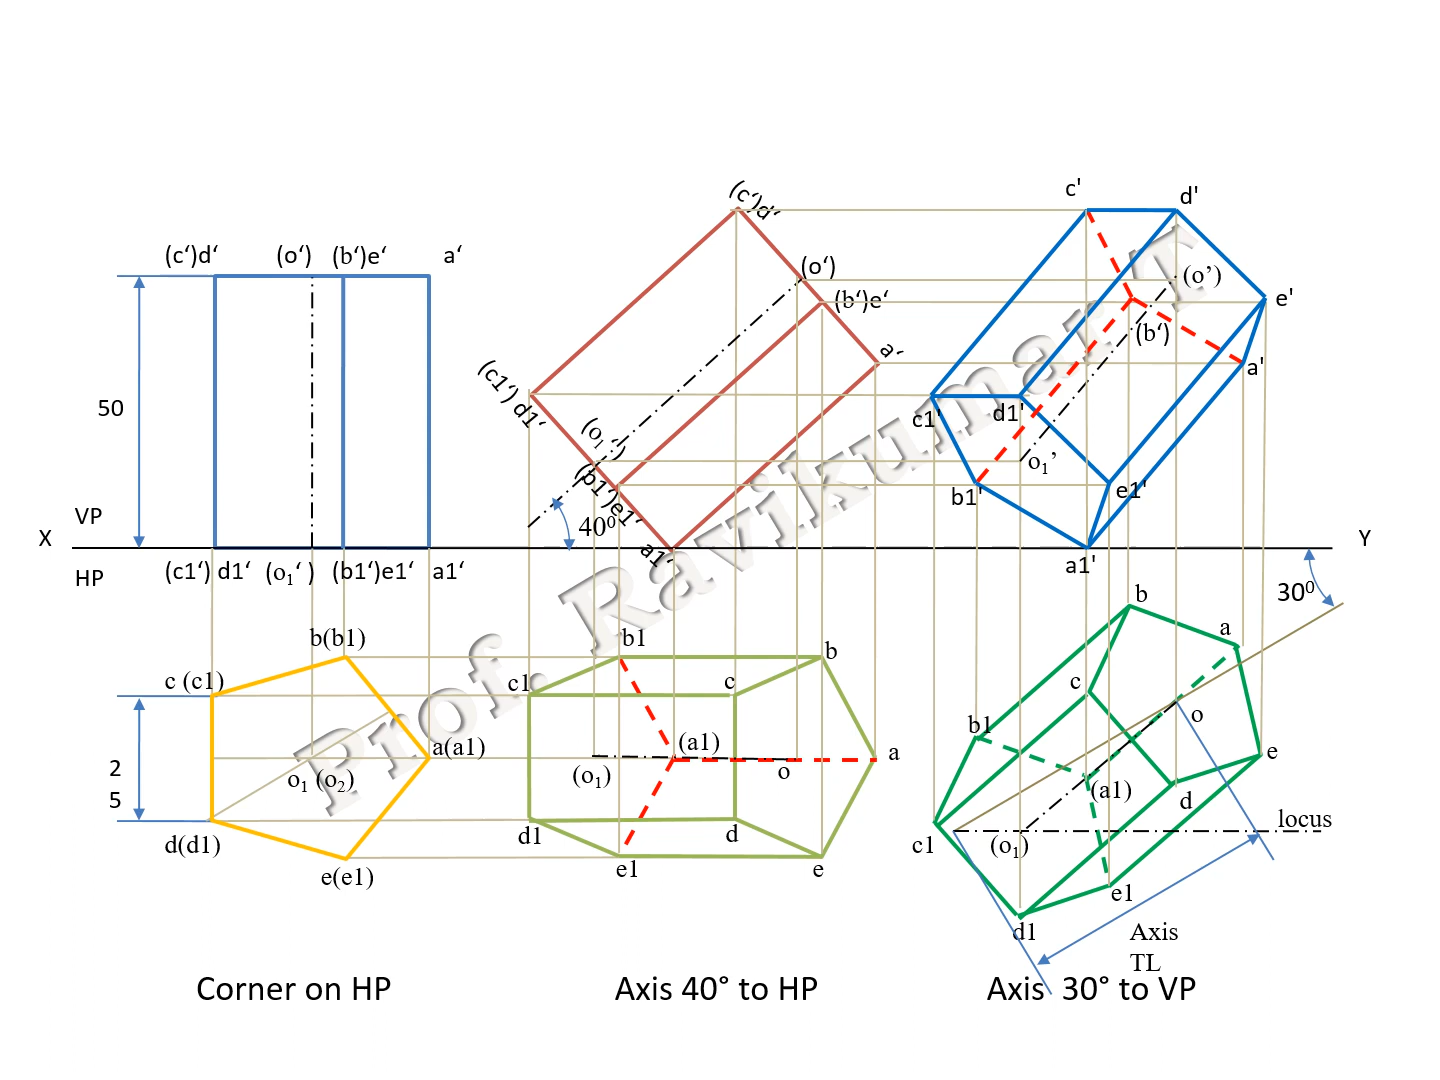 c'
d'
(c‘)d‘
(c‘)d‘
(o‘)
(b‘)e‘
a‘
(o‘)
(o’)
(b‘)e‘
e'
(b‘)
a‘
a'
(c1‘) d1‘
50
c1'
d1'
(o₁‘)
o₁’
(b1‘)e1‘
b1'
e1'
40⁰
VP
X
Y
a1‘
a1'
HP
(c1‘) d1‘
(o₁‘ )
(b1‘)e1‘
a1‘
30⁰
Prof. Ravikumar T
b(b1)
b1
b
b
a
c (c1)
c1
c
c
o
a(a1)
(a1)
a
b1
e
2
5
o₁ (o₂)
(o₁)
o
(a1)
d
locus
d(d1)
d1
d
c1
(o₁)
e(e1)
e1
e
e1
d1
Axis
TL
Corner on HP
Axis 40° to HP
Axis 30° to VP